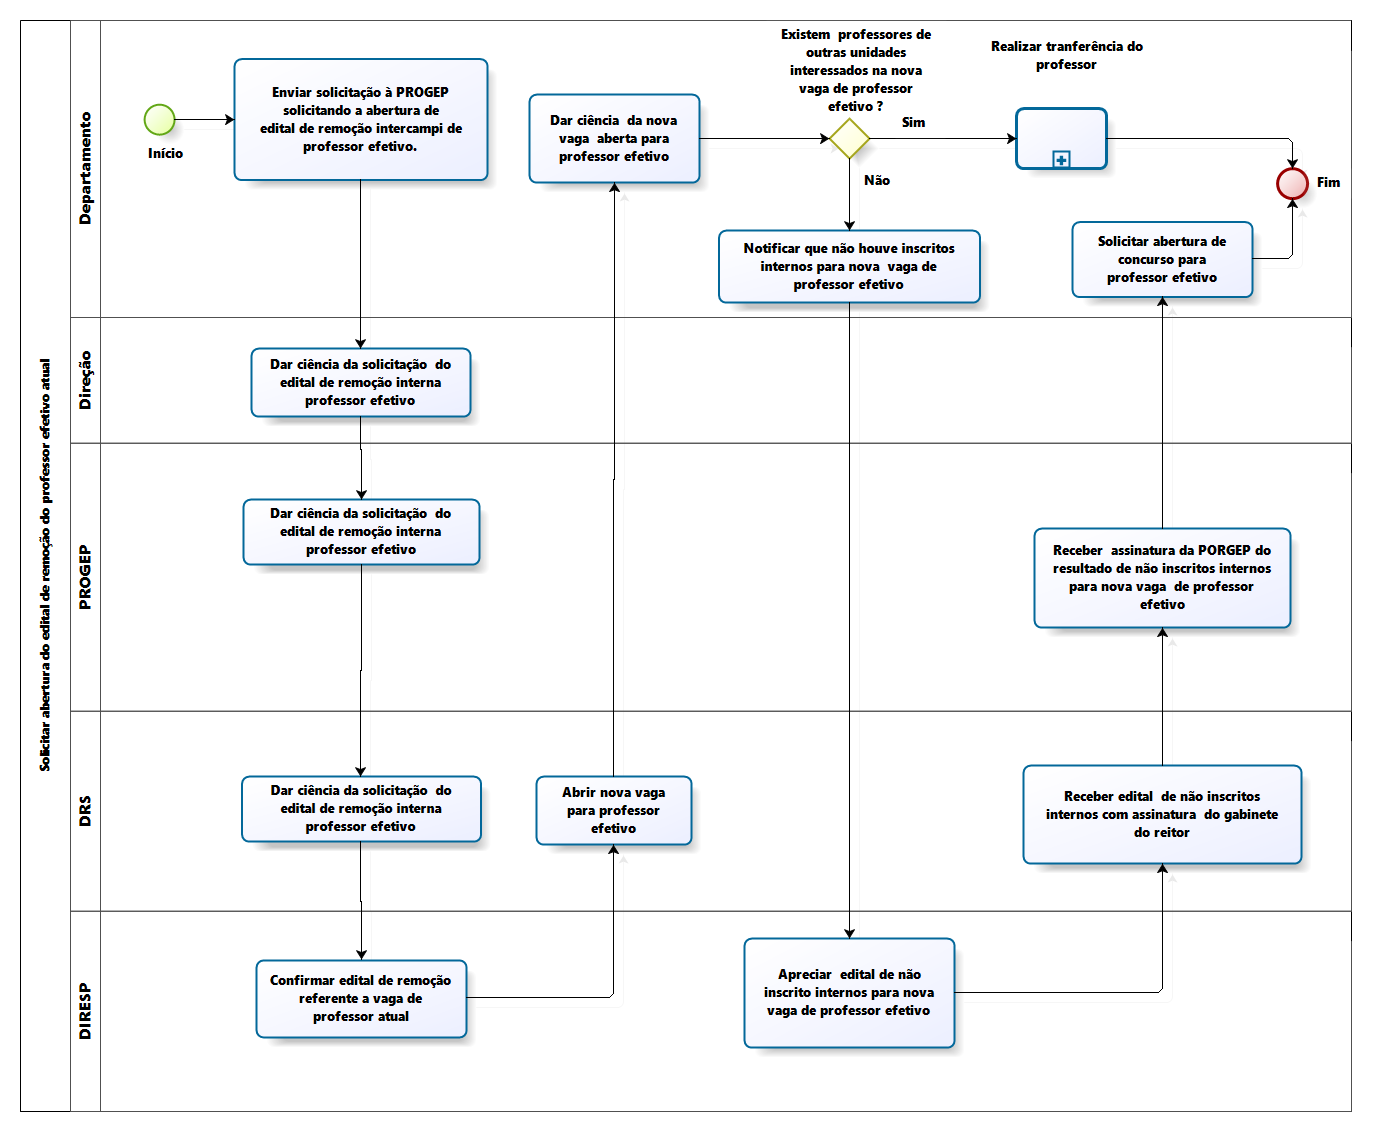 Solicitar abertura do edital de remoção do professor efetivo atual
Departamento
Início
Enviar solicitação à PROGEP
solicitando a abertura de
edital de remoção intercampi de
professor efetivo.
Dar ciência da nova
vaga aberta para
professor efetivo
Existem professores de
outras unidades
interessados na nova
vaga de professor
efetivo ?
Sim
Não
Realizar tranferência do
professor
Fim
Notificar que não houve inscritos
internos para nova vaga de
professor efetivo
Solicitar abertura de
concurso para
professor efetivo
Direção
Dar ciência da solicitação do
edital de remoção interna
professor efetivo
PROGEP
Dar ciência da solicitação do
edital de remoção interna
professor efetivo
Receber assinatura da PORGEP do
resultado de não inscritos internos
para nova vaga de professor
efetivo
DRS
Dar ciência da solicitação do
edital de remoção interna
professor efetivo
Abrir nova vaga
para professor
efetivo
Receber edital de não inscritos
internos com assinatura do gabinete
do reitor
DIRESP
Confirmar edital de remoção
referente a vaga de
professor atual
Apreciar edital de não
inscrito internos para nova
vaga de professor efetivo